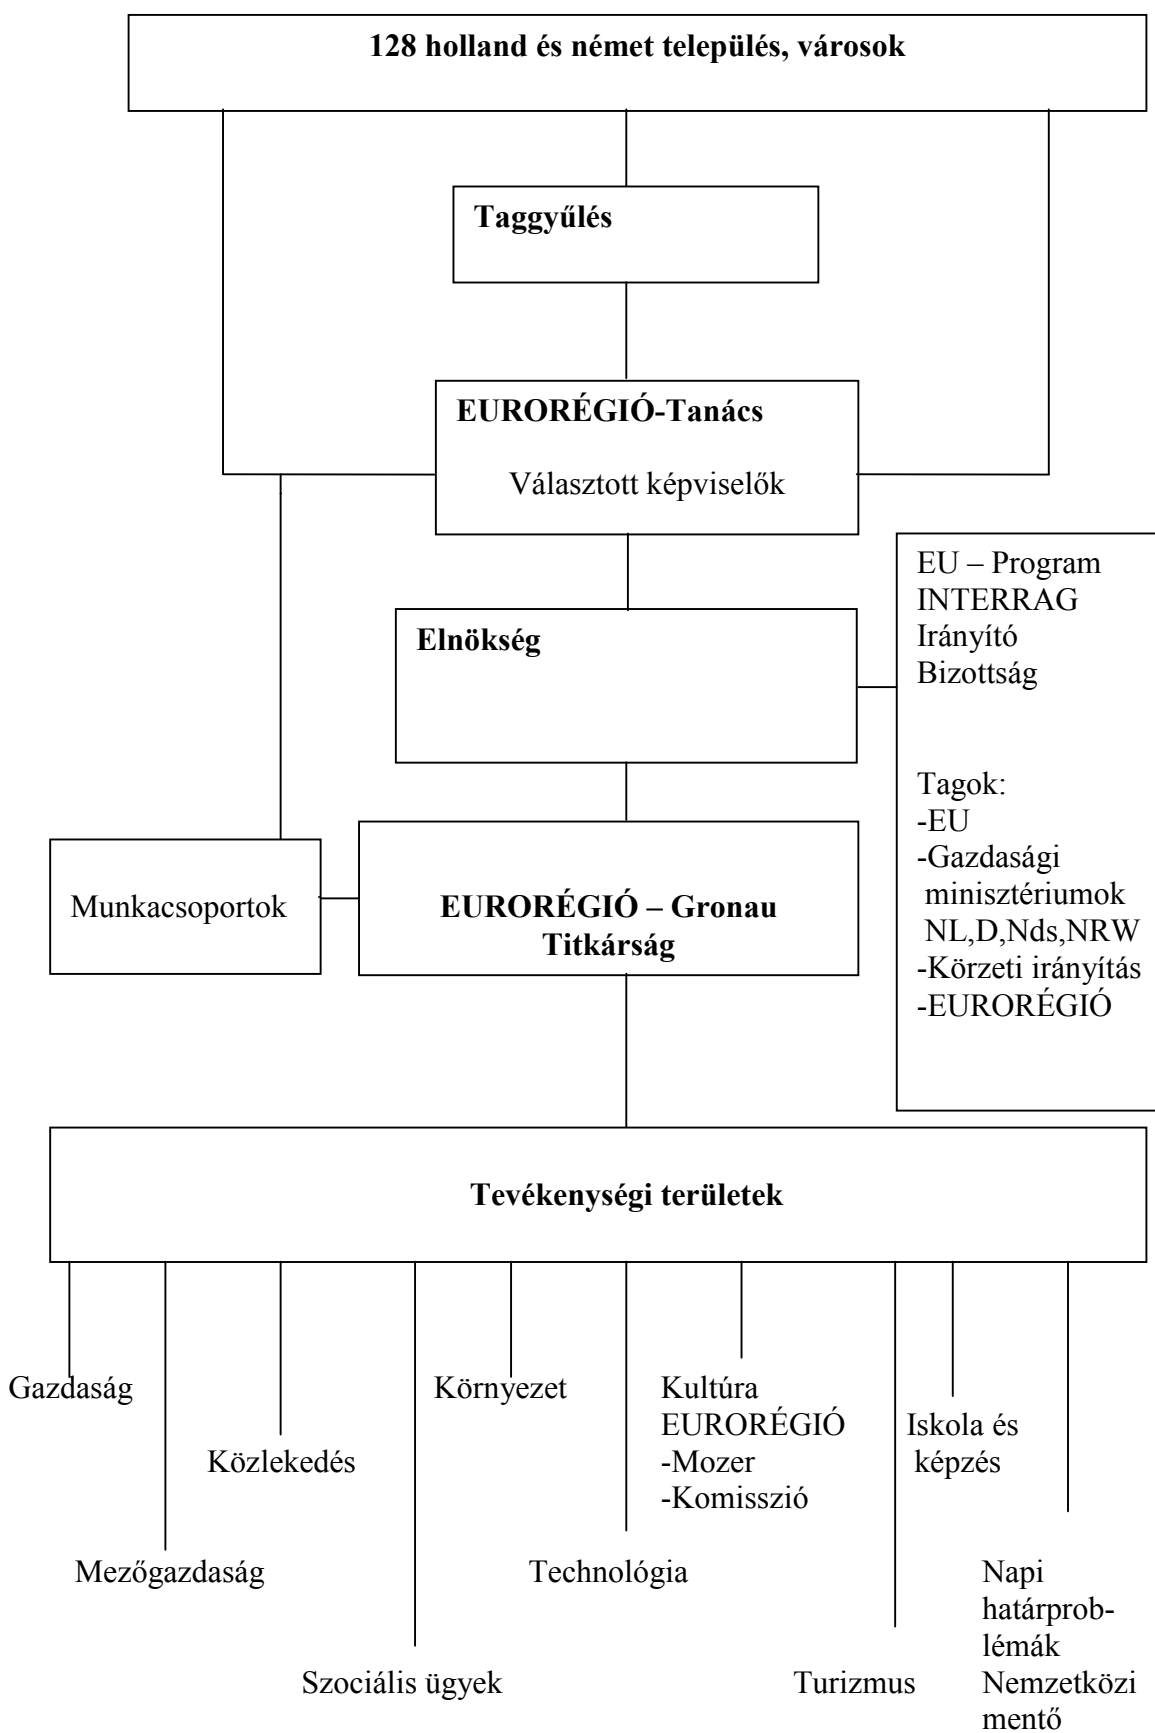 128 holland és német település, városok
Taggyűlés
EURORÉGIÓ-Tanács
Választott képviselők
EU – Program
INTERRAG
Irányító
Bizottság
Elnökség
Tagok:
-EU
-Gazdasági
minisztériumok
NL,D,Nds,NRW
-Körzeti irányítás
-EURORÉGIÓ
Munkacsoportok
EURORÉGIÓ – Gronau
Titkárság
Tevékenységi területek
Gazdaság
Mezőgazdaság
Közlekedés
Szociális ügyek
Környezet
Technológia
Kultúra
EURORÉGIÓ
-Mozer
-Komisszió
Turizmus
Iskola és
képzés
Napi
határprob-
lémák
Nemzetközi
mentő